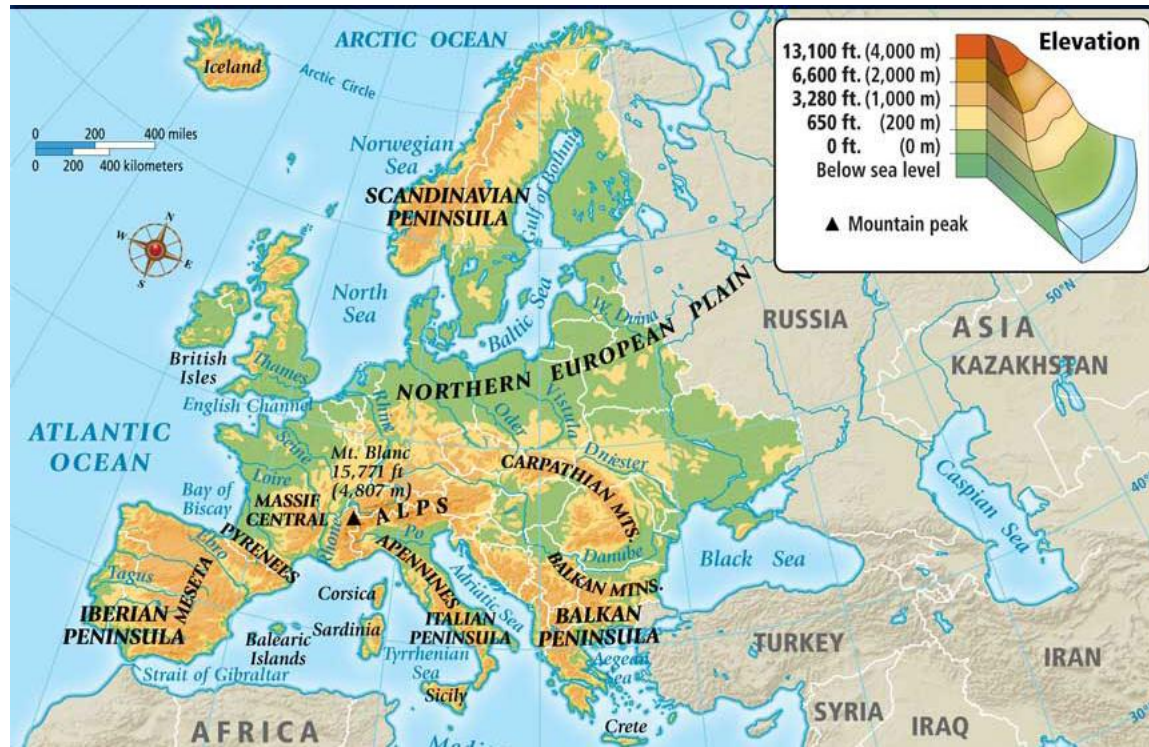 ARCTIC OCEAN
Iceland
Arctic Circle
Elevation
13,100 ft. (4,000 m)
6,600 ft. (2,000 m)
3,280 ft. (1,000 m)
650 ft. (200 m)
0 ft. (0 m)
Below sea level
▲ Mountain peak
0 200 400 miles
0 200 400 kilometers
Norwegian
Sea
SCANDINAVIAN
PENINSULA
Gulf of Bothnia
N
W
E
S
North
Sea
Baltic Sea
W. Dvina
RUSSIA
ASIA
KAZAKHSTAN
50°N
British
Isles
Thames
English Channel
NORTHERN EUROPEAN PLAIN
Rhine
Oder
Vistula
Dniester
ATLANTIC
OCEAN
Seine
Loire
Mt. Blanc
15,771 ft
(4,807 m)
CARPATHIAN MTS.
Caspian Sea
40°
Bay of
Biscay
MASSIF
CENTRAL
ALPS
Rhone
Po
PYRENEES
Ebro
APENNINES
Adriatic Sea
Danube
Black Sea
BALKAN MTNS.
Tagus
MESETA
Corsica
IBERIAN
PENINSULA
Sardinia
ITALIAN
PENINSULA
BALKAN
PENINSULA
TURKEY
IRAN
Balearic
Islands
Tyrrhenian
Sea
Aegean
Sea
Strait of Gibraltar
Sicily
SYRIA
IRAQ
30°
AFRICA
Crete